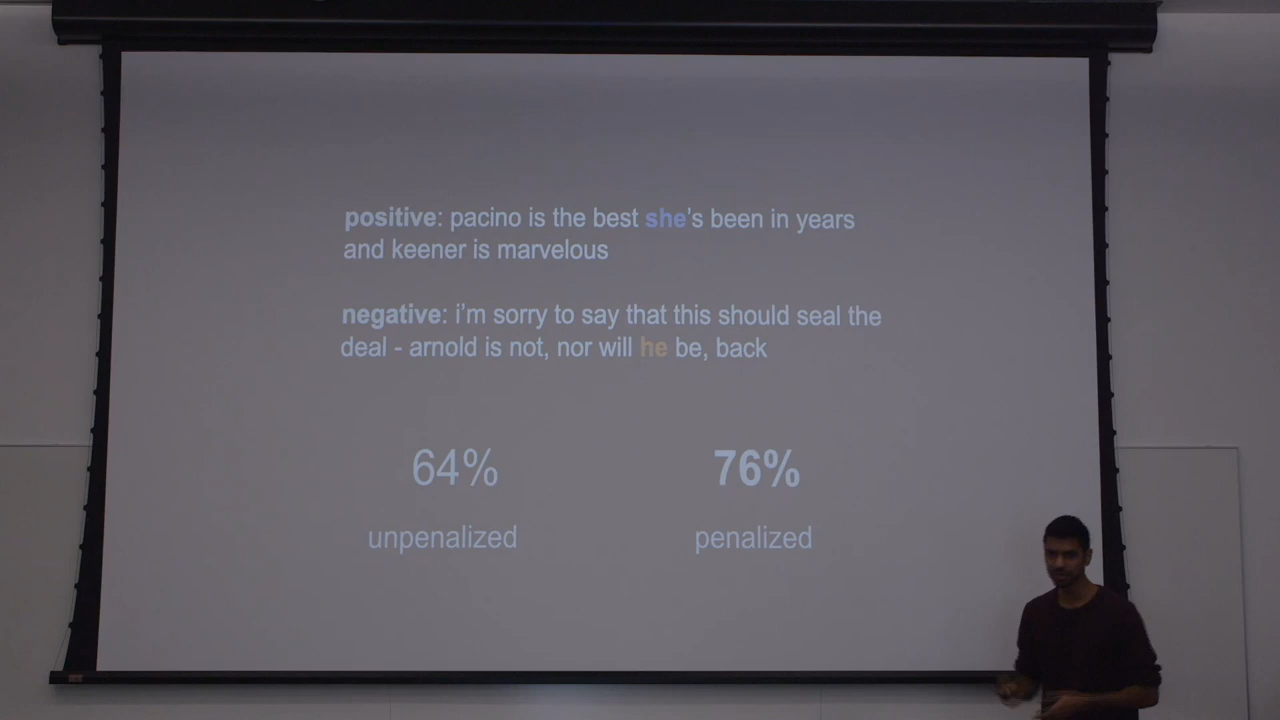 positive: pacino is the best she's been in years
and keener is marvelous
negative: i'm sorry to say that this should seal the
deal - arnold is not, nor will he be, back
64%
76%
unpenalized
penalized